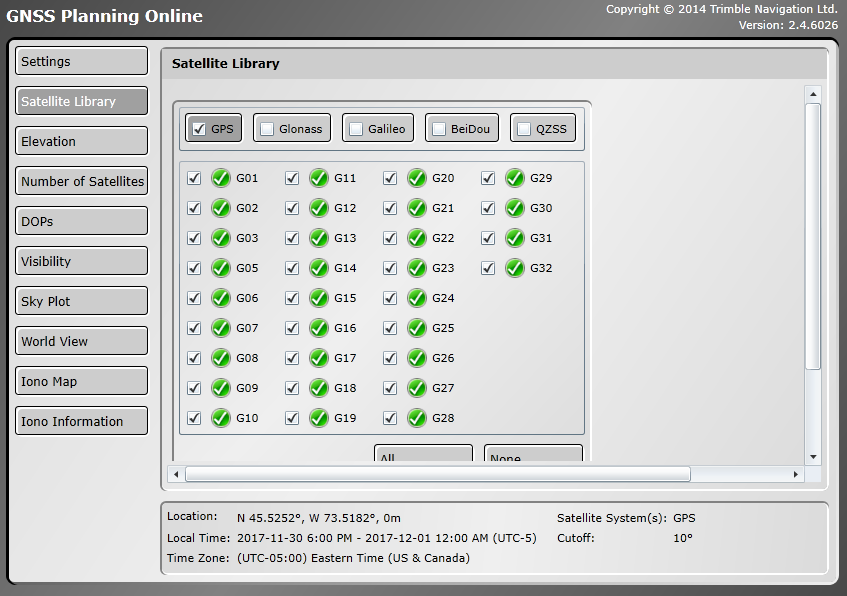 GNSS Planning Online
Copyright © 2014 Trimble Navigation Ltd.
Version: 2.4.6026
Settings
Satellite Library
Elevation
Number of Satellites
DOPs
Visibility
Sky Plot
World View
Iono Map
Iono Information
Satellite Library
GPS Glonass Galileo BeiDou QZSS
G01 G11 G20 G29
G02 G12 G21 G30
G03 G13 G22 G31
G05 G14 G23 G32
G06 G15 G24
G07 G16 G25
G08 G17 G26
G09 G18 G27
G10 G19 G28
All None
Location: N 45.5252°, W 73.5182°, 0m Satellite System(s): GPS
Local Time: 2017-11-30 6:00 PM - 2017-12-01 12:00 AM (UTC-5) Cutoff: 10°
Time Zone: (UTC-05:00) Eastern Time (US & Canada)